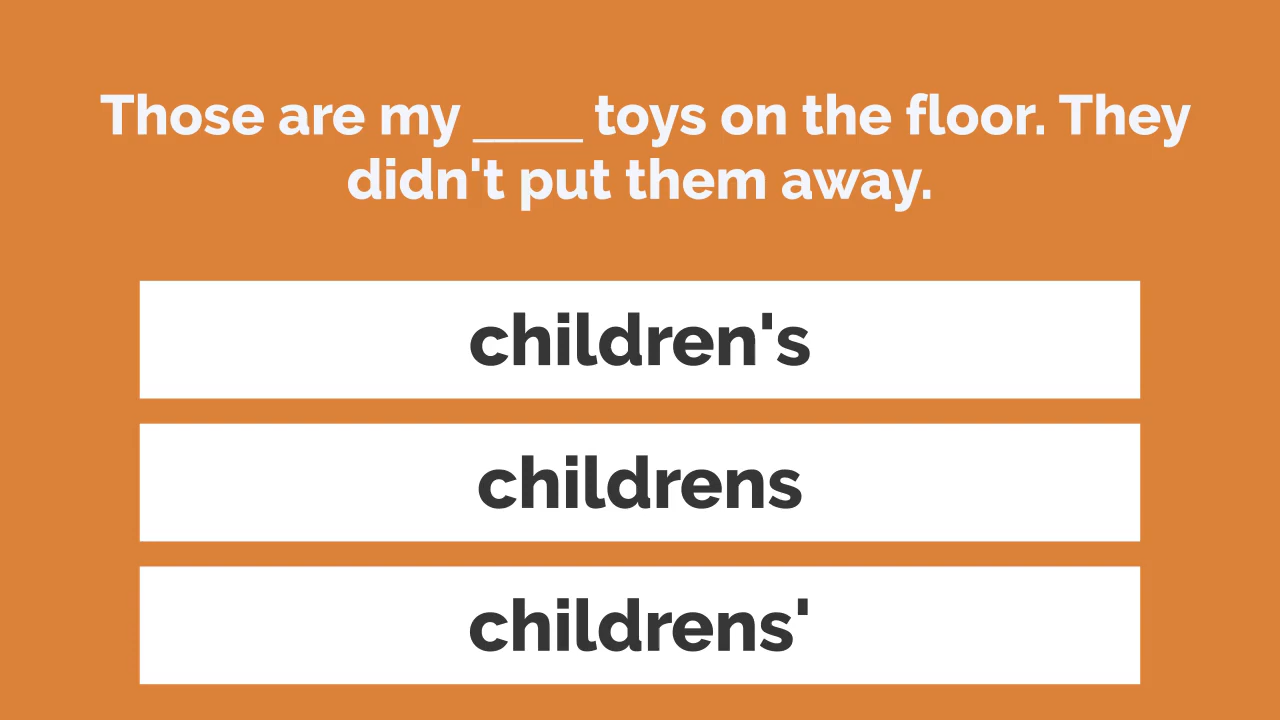 Those are my ____ toys on the floor. They
didn't put them away.
children's
childrens
childrens'